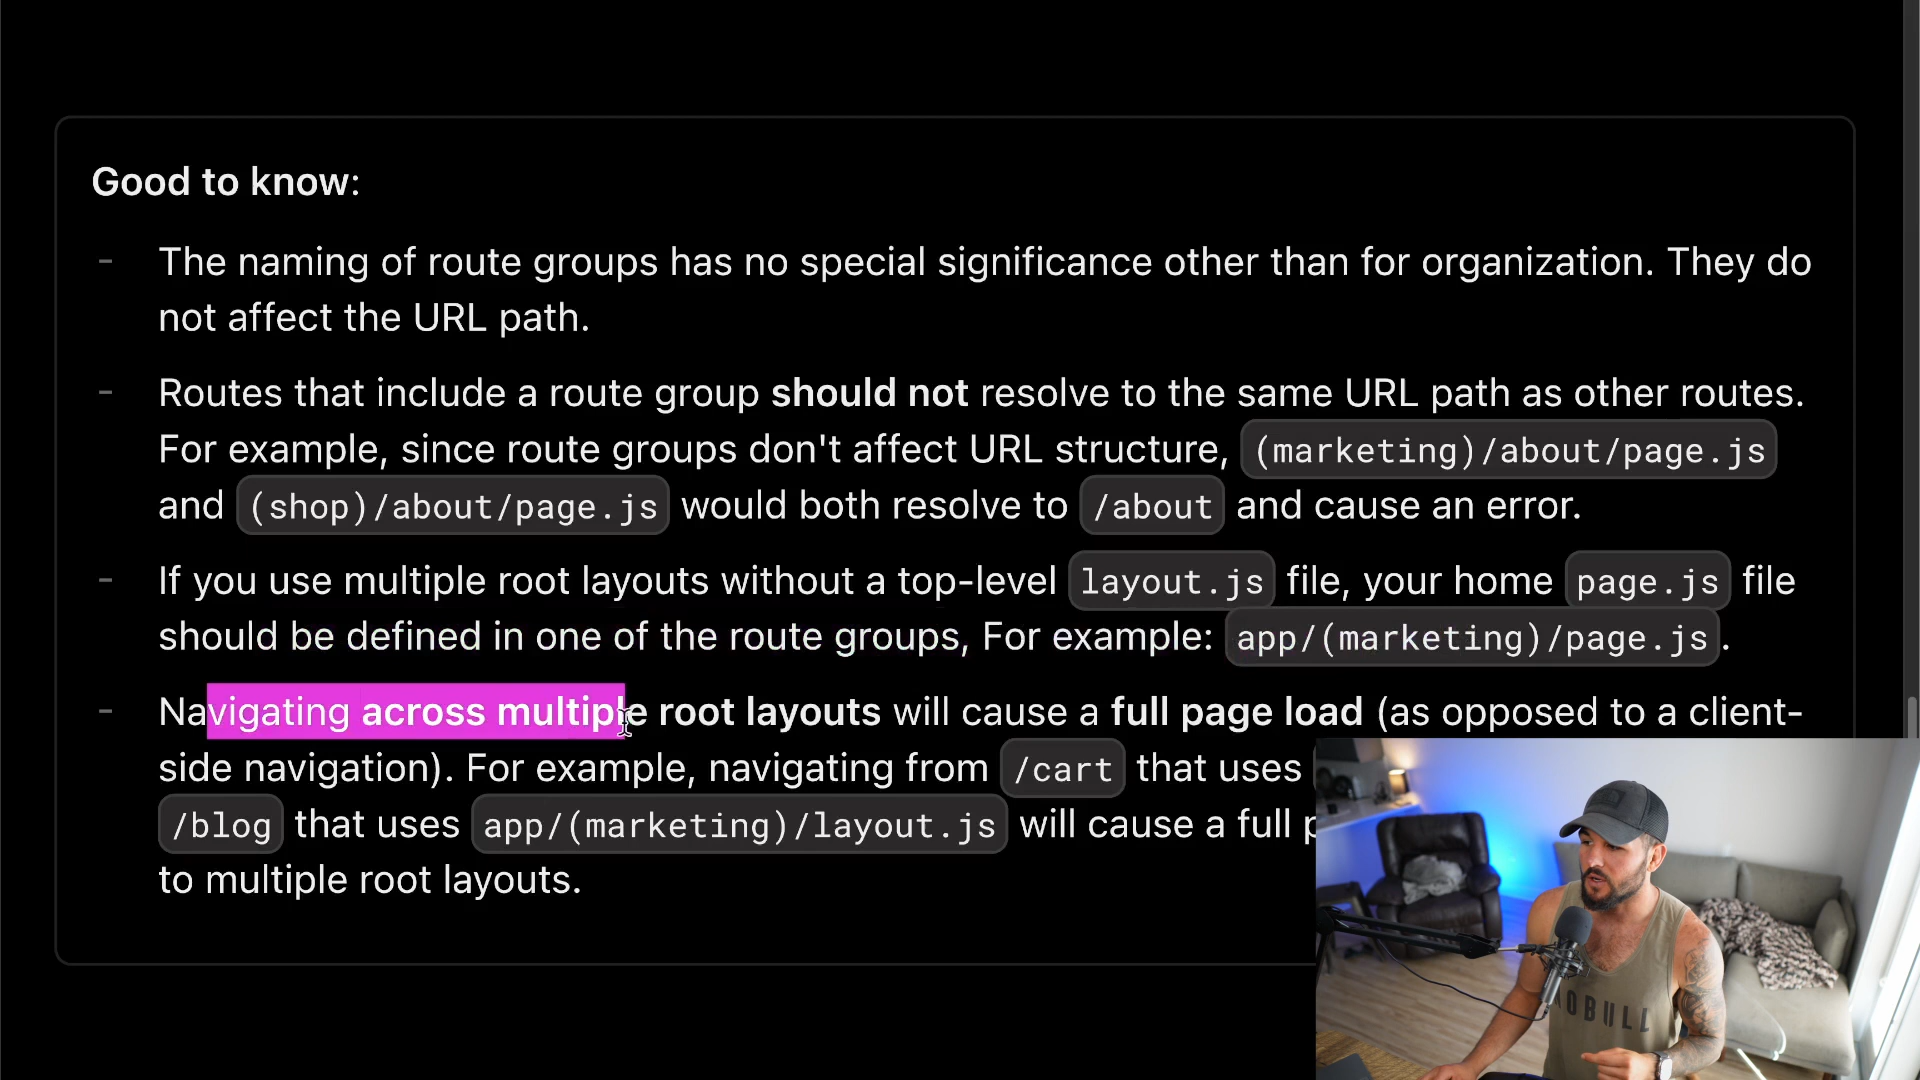 Good to know:
- The naming of route groups has no special significance other than for organization. They do
not affect the URL path.
- Routes that include a route group should not resolve to the same URL path as other routes.
For example, since route groups don't affect URL structure, (marketing)/about/page.js
and (shop)/about/page.js would both resolve to /about and cause an error.
- If you use multiple root layouts without a top-level layout.js file, your home page.js file
should be defined in one of the route groups, For example: app/(marketing)/page.js.
- Navigating across multiple root layouts will cause a full page load (as opposed to a client-
side navigation). For example, navigating from /cart that uses
/blog that uses app/(marketing)/layout.js will cause a full
to multiple root layouts.
NOBULL